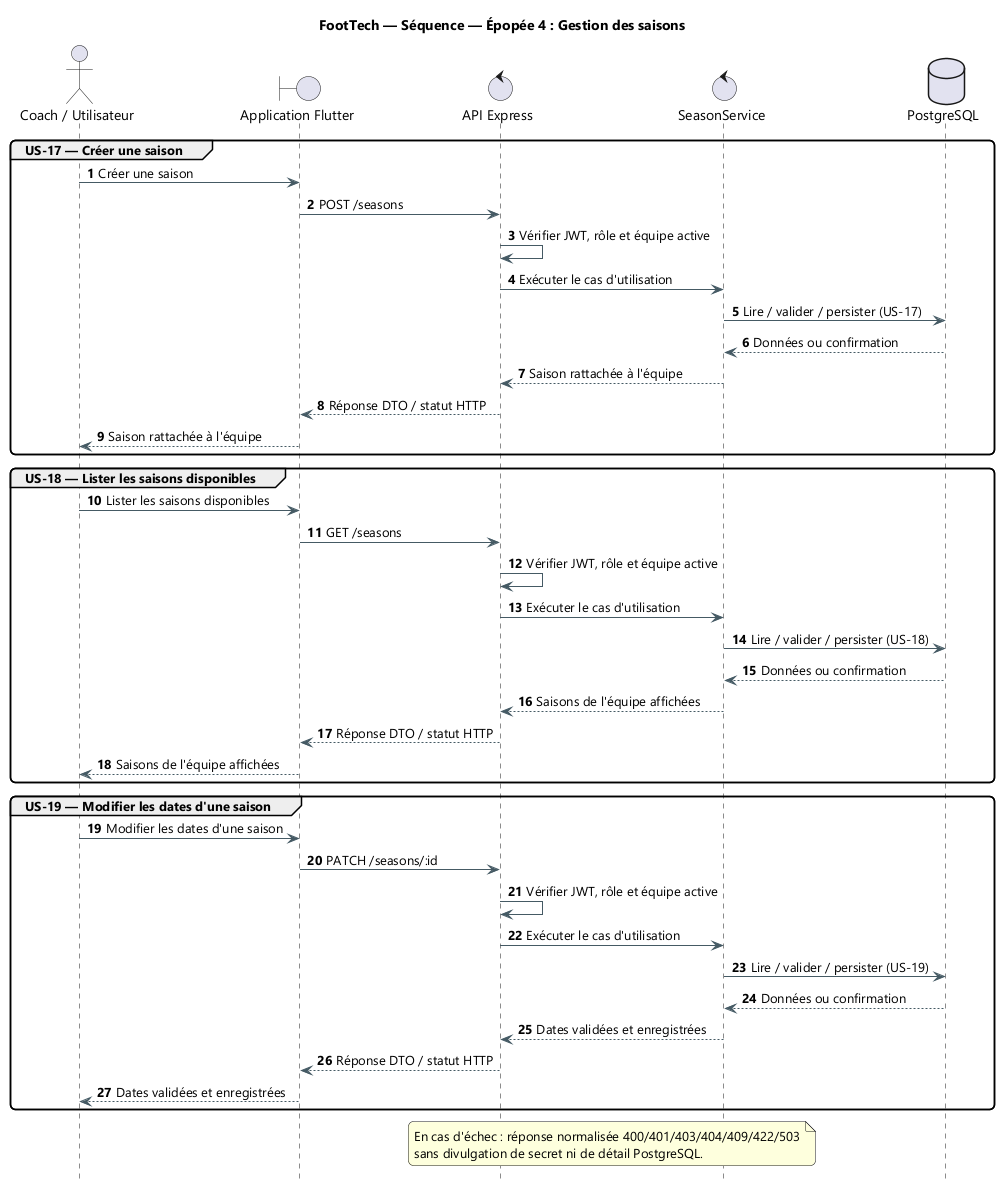 FootTech — Séquence — Épopée 4 : Gestion des saisons
Coach / Utilisateur
Application Flutter
API Express
SeasonService
PostgreSQL
US-17 — Créer une saison
1 Créer une saison
2 POST /seasons
3 Vérifier JWT, rôle et équipe active
4 Exécuter le cas d'utilisation
5 Lire / valider / persister (US-17)
6 Données ou confirmation
7 Saison rattachée à l'équipe
8 Réponse DTO / statut HTTP
9 Saison rattachée à l'équipe
US-18 — Lister les saisons disponibles
10 Lister les saisons disponibles
11 GET /seasons
12 Vérifier JWT, rôle et équipe active
13 Exécuter le cas d'utilisation
14 Lire / valider / persister (US-18)
15 Données ou confirmation
16 Saisons de l'équipe affichées
17 Réponse DTO / statut HTTP
18 Saisons de l'équipe affichées
US-19 — Modifier les dates d'une saison
19 Modifier les dates d'une saison
20 PATCH /seasons/:id
21 Vérifier JWT, rôle et équipe active
22 Exécuter le cas d'utilisation
23 Lire / valider / persister (US-19)
24 Données ou confirmation
25 Dates validées et enregistrées
26 Réponse DTO / statut HTTP
27 Dates validées et enregistrées
En cas d'échec : réponse normalisée 400/401/403/404/409/422/503
sans divulgation de secret ni de détail PostgreSQL.